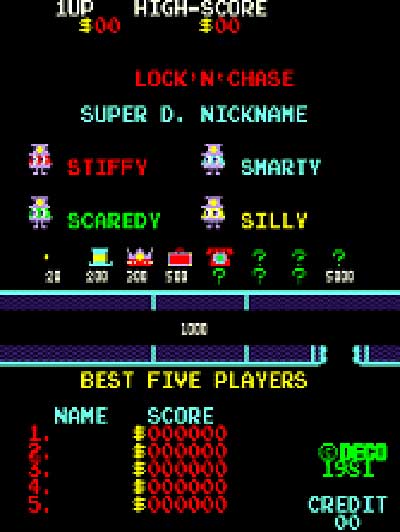 1UP HIGH-SCORE
$00 $00
LOCK'N'CHASE
SUPER D. NICKNAME
STIFFY SMARTY
SCAREDY SILLY
? ? ?
20 200 300 500 ? ? ? 5000
1000
BEST FIVE PLAYERS
NAME SCORE
1. $000000
2. $000000
3. $000000
4. $000000
5. $000000
©DECO
1981
CREDIT
00